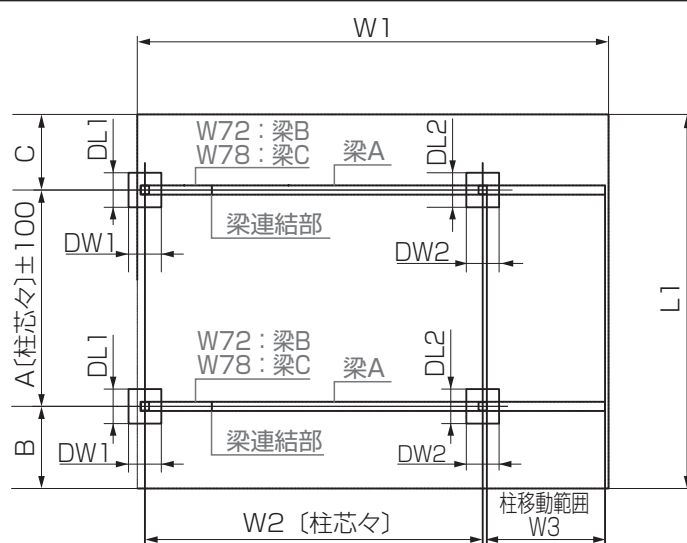 W1
C
DL1
W72：梁B
W78：梁C
梁A
DL2
梁連結部
DW1
DW2
A〔柱芯々〕±100
L1
DL1
W72：梁B
W78：梁C
梁A
DL2
B
DW1
梁連結部
DW2
W2〔柱芯々〕
柱移動範囲
W3